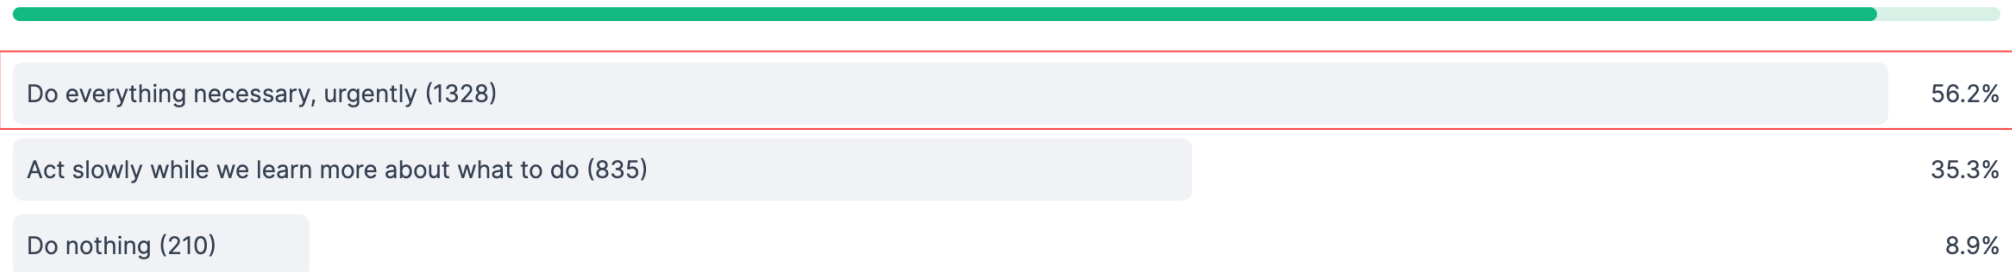 Do everything necessary, urgently (1328) 56.2%
Act slowly while we learn more about what to do (835) 35.3%
Do nothing (210) 8.9%